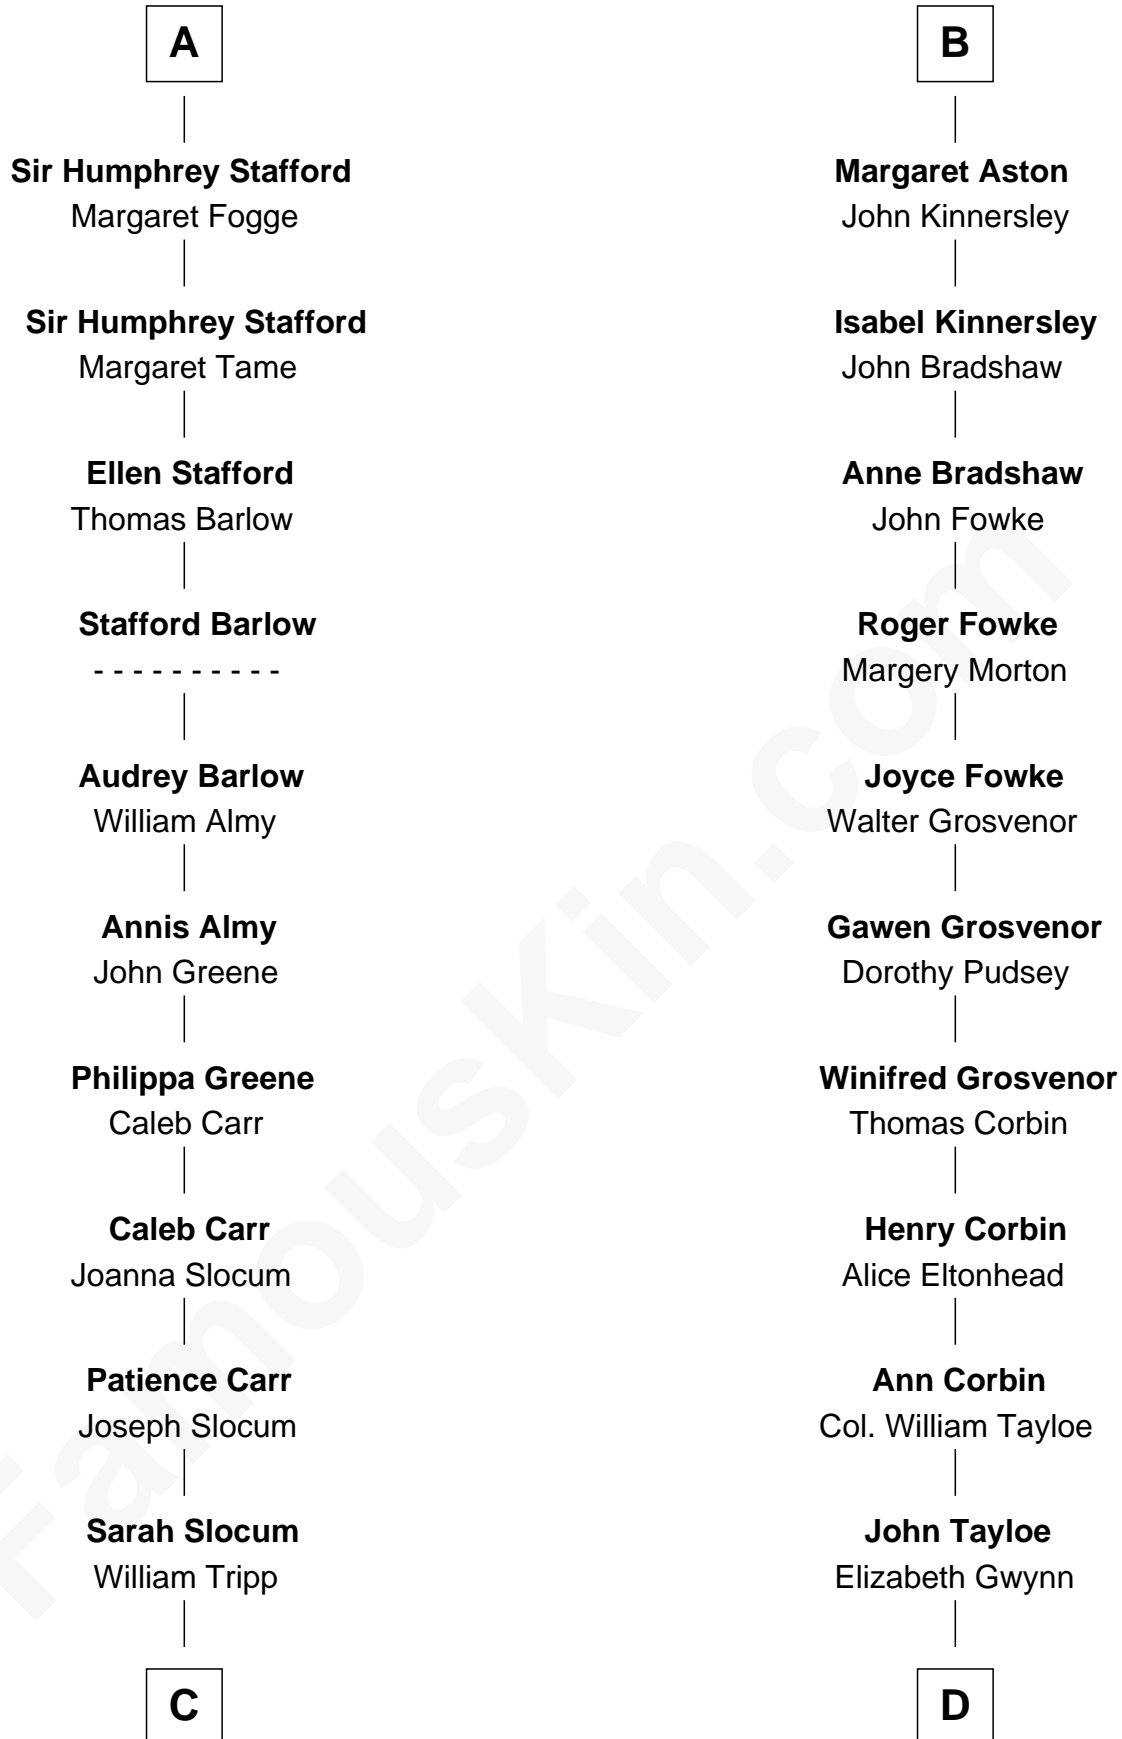 A
Sir Humphrey Stafford
Margaret Fogge
Sir Humphrey Stafford
Margaret Tame
Ellen Stafford
Thomas Barlow
Stafford Barlow
- - - - - - - - - -
Audrey Barlow
William Almy
Annis Almy
John Greene
Philippa Greene
Caleb Carr
Caleb Carr
Joanna Slocum
Patience Carr
Joseph Slocum
Sarah Slocum
William Tripp
C
B
Margaret Aston
John Kinnersley
Isabel Kinnersley
John Bradshaw
Anne Bradshaw
John Fowke
Roger Fowke
Margery Morton
Joyce Fowke
Walter Grosvenor
Gawen Grosvenor
Dorothy Pudsey
Winifred Grosvenor
Thomas Corbin
Henry Corbin
Alice Eltonhead
Ann Corbin
Col. William Tayloe
John Tayloe
Elizabeth Gwynn
D
FamousKin.com